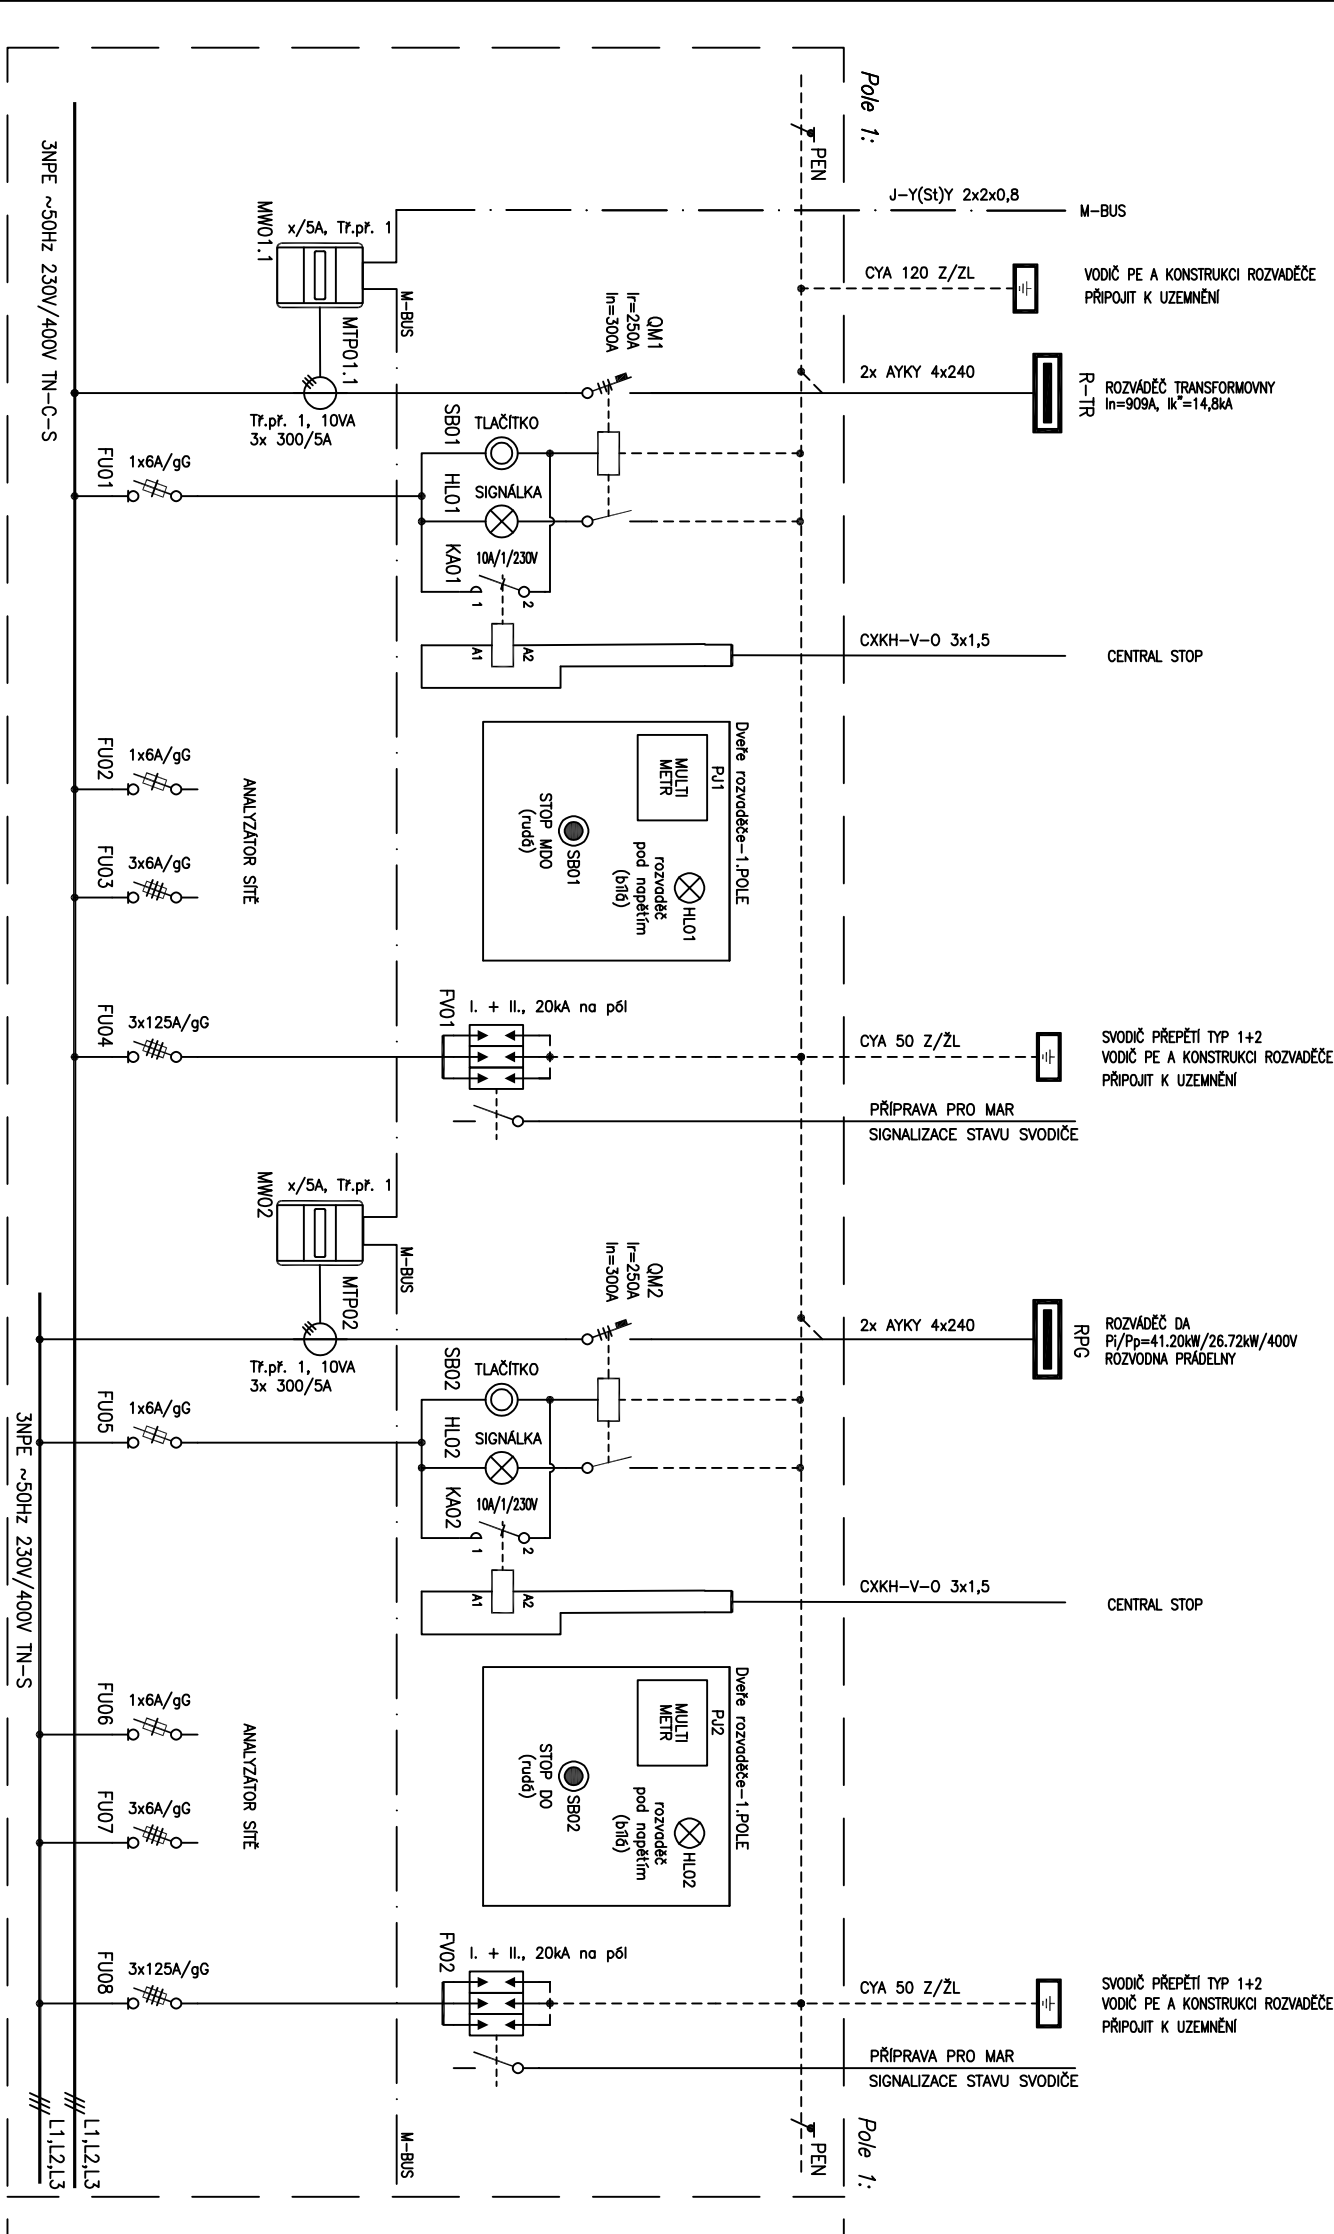 Pole 1:
PEN
J-Y(St)Y 2x2x0,8
M-BUS
CYA 120 Z/ZL
VODIČ PE A KONSTRUKCI ROZVADĚČE
PŘIPOJIT K UZEMNĚNÍ
3NPE ~50Hz 230V/400V TN-C-S
MW01.1
x/5A, Tř.př. 1
M-BUS
MTP01.1
Tř.př. 1, 10VA
3x 300/5A
QM1
Ir=250A
In=300A
2x AYKY 4x240
R-TR
ROZVÁDĚČ TRANSFORMOVNY
In=909A, Ik"=14,8kA
FU01
1x6A/gG
SB01
TLAČÍTKO
HL01
SIGNÁLKA
KA01
10A/1/230V
1
2
A1
A2
CXKH-V-O 3x1,5
CENTRAL STOP
FU02
1x6A/gG
FU03
3x6A/gG
ANALYZÁTOR SÍTĚ
Dveře rozvaděče-1.POLE
PJ1
MULTI
METR
HL01
rozvaděč
pod napětím
(bílá)
SB01
STOP MDO
(rudá)
FU04
3x125A/gG
FV01
I. + II., 20kA na pól
CYA 50 Z/ŽL
SVODIČ PŘEPĚTÍ TYP 1+2
VODIČ PE A KONSTRUKCI ROZVADĚČE
PŘIPOJIT K UZEMNĚNÍ
PŘÍPRAVA PRO MAR
SIGNALIZACE STAVU SVODIČE
MW02
x/5A, Tř.př. 1
M-BUS
MTP02
Tř.př. 1, 10VA
3x 300/5A
QM2
Ir=250A
In=300A
2x AYKY 4x240
RPG
ROZVÁDĚČ DA
Pi/Pp=41.20kW/26.72kW/400V
ROZVODNA PRÁDELNY
FU05
1x6A/gG
3NPE ~50Hz 230V/400V TN-S
SB02
TLAČÍTKO
HL02
SIGNÁLKA
KA02
10A/1/230V
1
2
A1
A2
CXKH-V-O 3x1,5
CENTRAL STOP
FU06
1x6A/gG
FU07
3x6A/gG
ANALYZÁTOR SÍTĚ
Dveře rozvaděče-1.POLE
PJ2
MULTI
METR
HL02
rozvaděč
pod napětím
(bílá)
SB02
STOP DO
(rudá)
FU08
3x125A/gG
FV02
I. + II., 20kA na pól
CYA 50 Z/ŽL
SVODIČ PŘEPĚTÍ TYP 1+2
VODIČ PE A KONSTRUKCI ROZVADĚČE
PŘIPOJIT K UZEMNĚNÍ
PŘÍPRAVA PRO MAR
SIGNALIZACE STAVU SVODIČE
Pole 1:
PEN
M-BUS
L1,L2,L3
L1,L2,L3